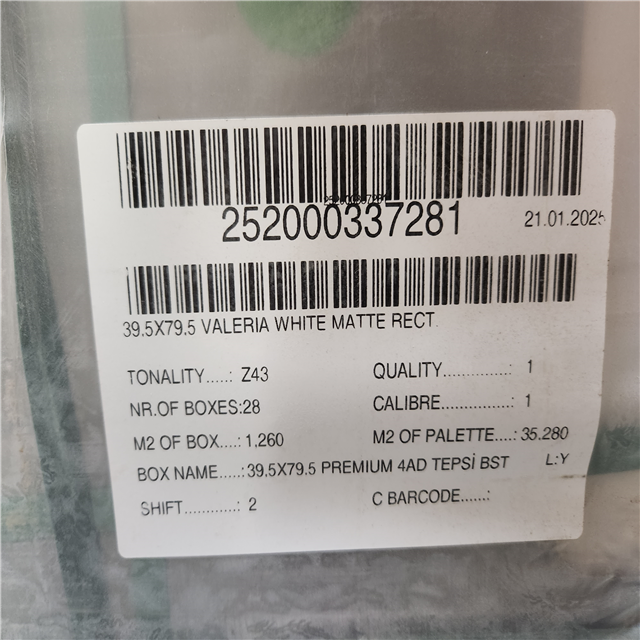 252000337281
252000337281 21.01.2025
39.5X79.5 VALERIA WHITE MATTE RECT.
TONALITY.....: Z43 QUALITY...............: 1
NR.OF BOXES:28 CALIBRE................: 1
M2 OF BOX....: 1,260 M2 OF PALETTE....: 35.280
BOX NAME.....: 39.5X79.5 PREMIUM 4AD TEPSİ BST L:Y
SHIFT............: 2 C BARCODE......: